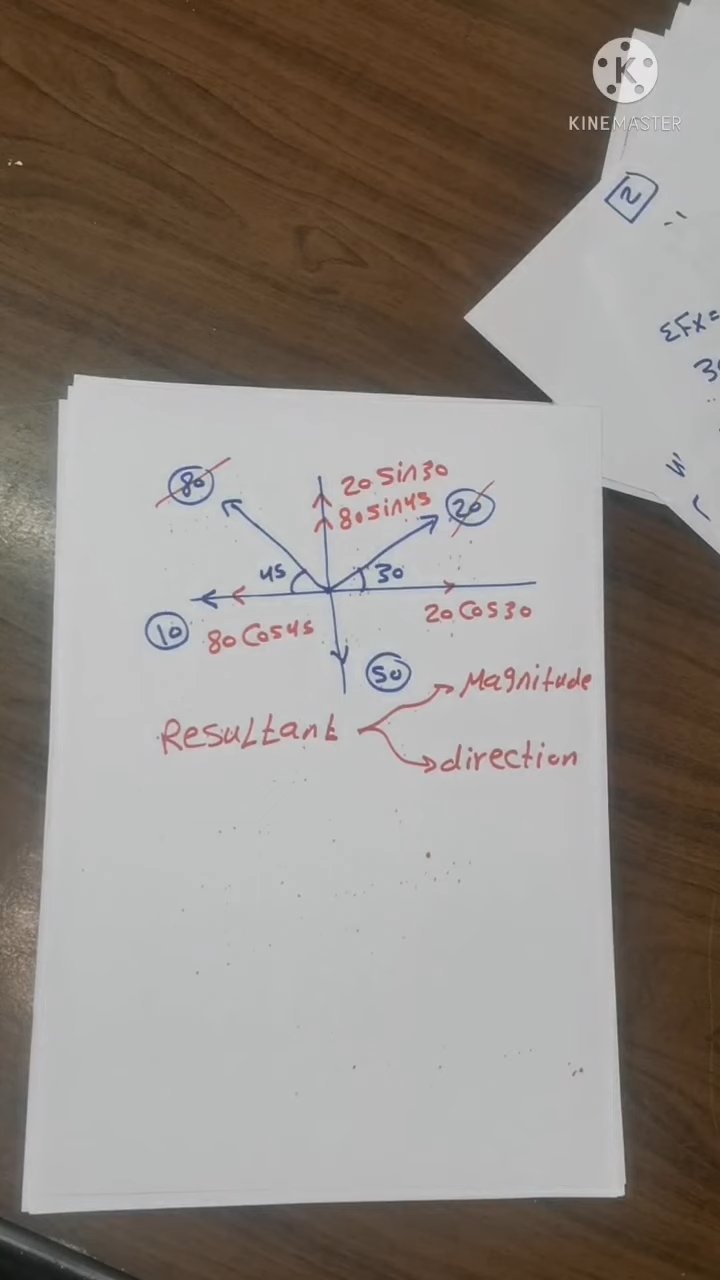 KINEMASTER
2
ΣFx=
80
20 Sin30
80 sin45
20
45
30
10
80 Cos45
20 Cos30
50
Resultant
Magnitude
direction